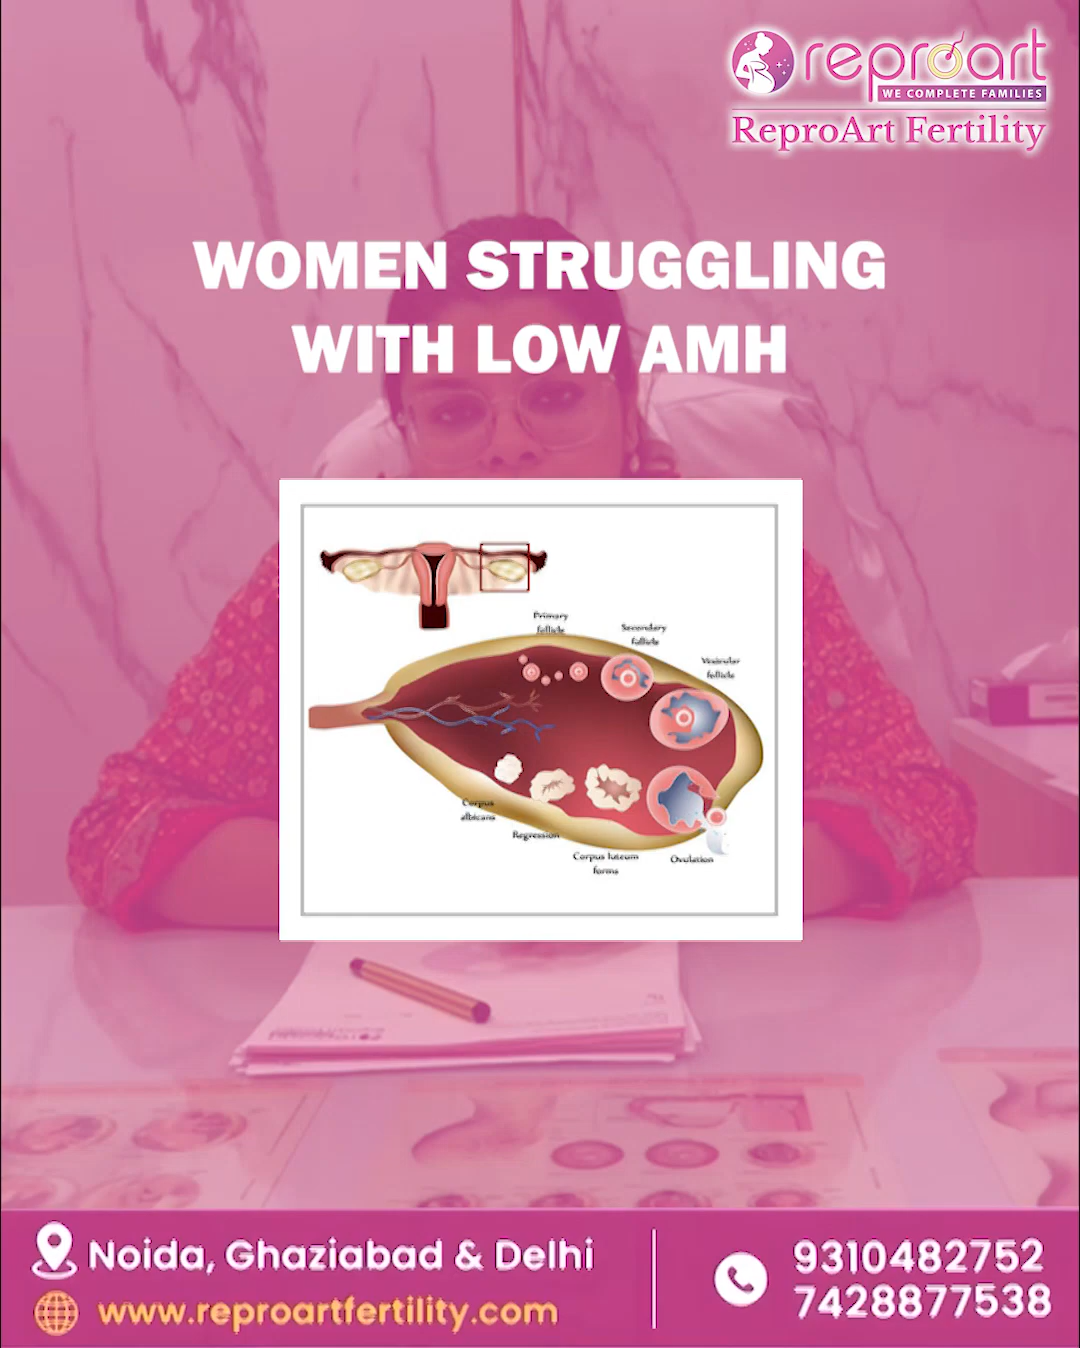 reproart
WE COMPLETE FAMILIES
ReproArt Fertility
WOMEN STRUGGLING
WITH LOW AMH
Primary
follicle
Secondary
follicle
Vesicular
follicle
Corpus
albicans
Regression
Corpus luteum
forms
Ovulation
Noida, Ghaziabad & Delhi
www.reproartfertility.com
9310482752
7428877538